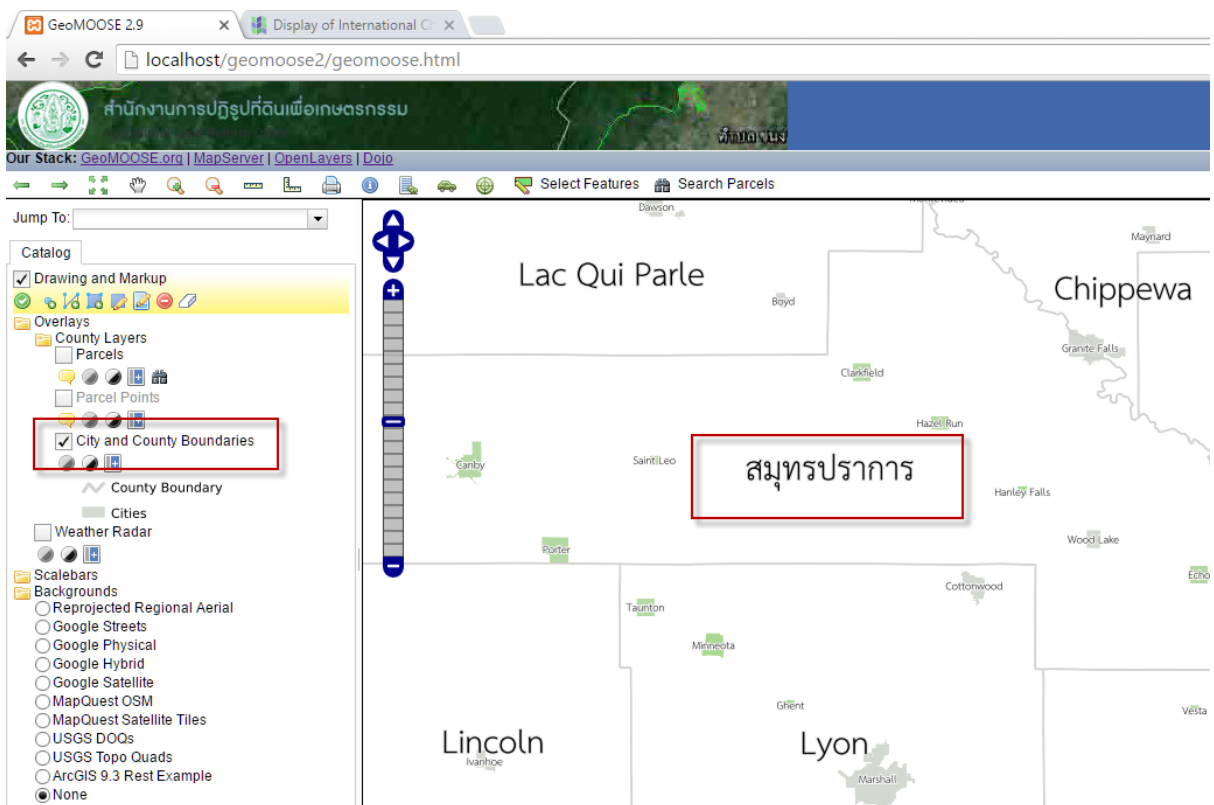 GeoMOOSE 2.9
Display of International Ch
localhost/geomoose2/geomoose.html
สำนักงานการปฏิรูปที่ดินเพื่อเกษตรกรรม
Our Stack: GeoMOOSE.org | MapServer | OpenLayers | Dojo
Select Features Search Parcels
Jump To:
Catalog
Drawing and Markup
Overlays
County Layers
Parcels
Parcel Points
City and County Boundaries
County Boundary
Cities
Weather Radar
Scalebars
Backgrounds
Reprojected Regional Aerial
Google Streets
Google Physical
Google Hybrid
Google Satellite
MapQuest OSM
MapQuest Satellite Tiles
USGS DOQs
USGS Topo Quads
ArcGIS 9.3 Rest Example
None
Dawson
Maynard
Lac Qui Parle
Boyd
Chippewa
Granite Falls
Clarkfield
Hazel Run
Canby
Saint Leo
สมุทรปราการ
Hanley Falls
Porter
Wood Lake
Echo
Cottonwood
Taunton
Minneota
Ghent
Vesta
Lincoln
Ivanhoe
Lyon
Marshall